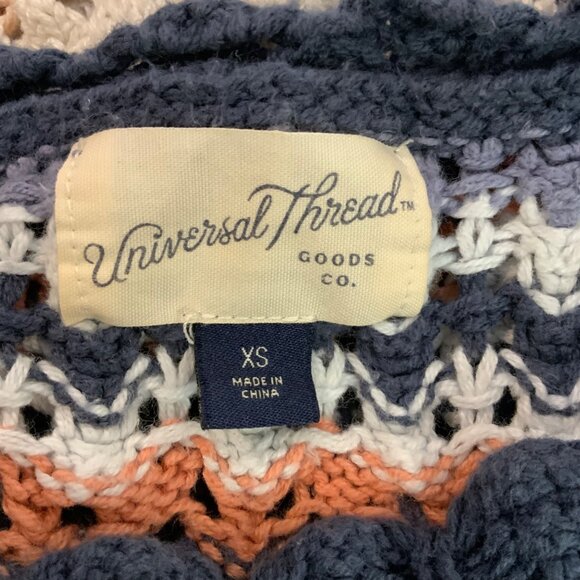 Universal Thread™
GOODS
CO.
XS
MADE IN
CHINA